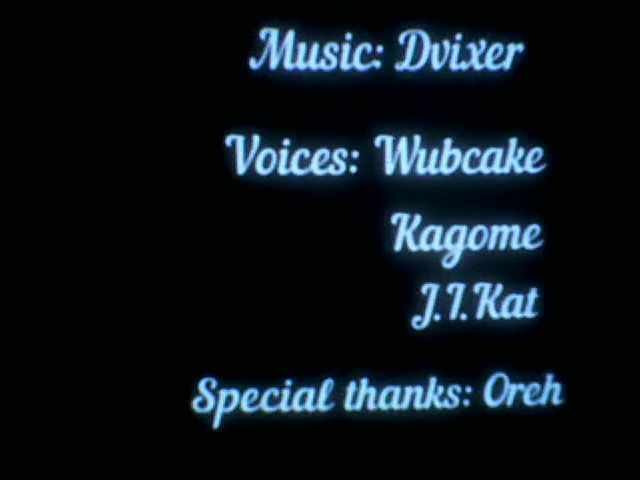 Music: Dvixer
Voices: Wubcake
Kagome
J.I.Kat
Special thanks: Oreh